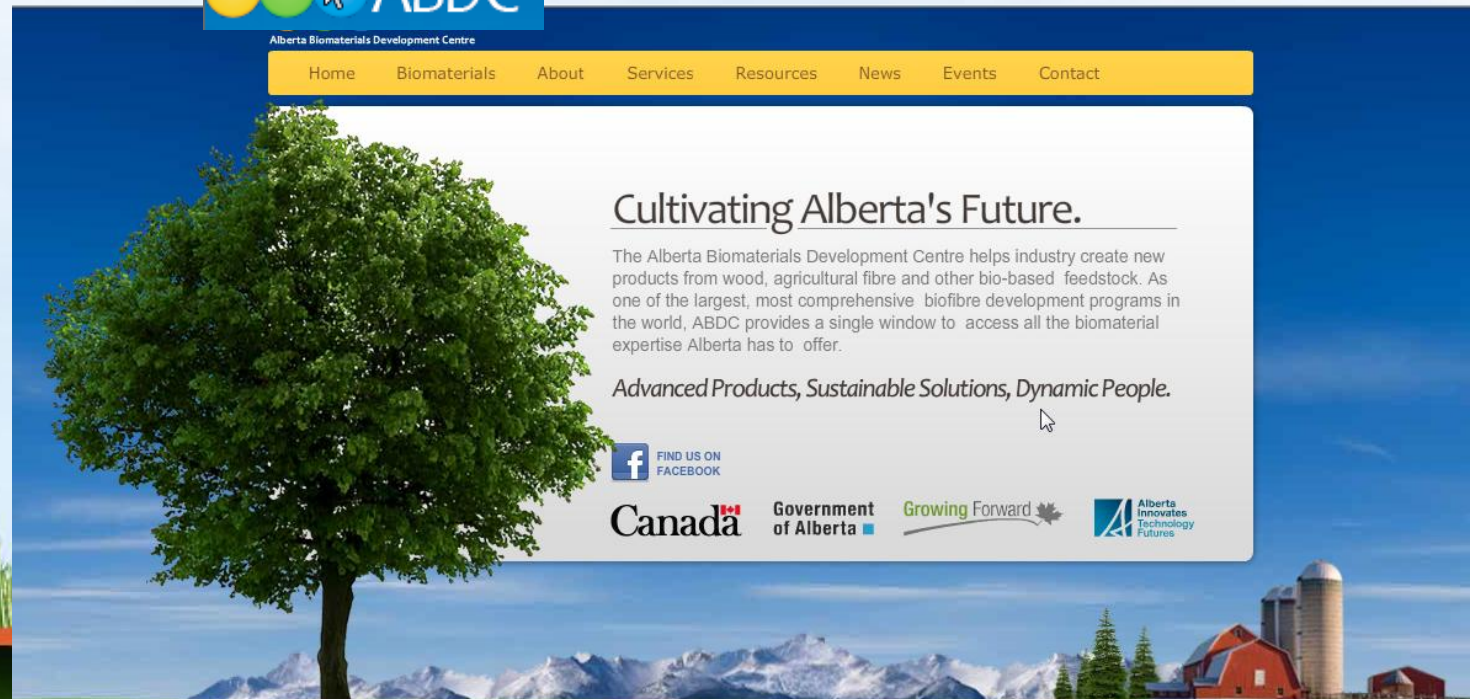 ABDC
Alberta Biomaterials Development Centre
Home Biomaterials About Services Resources News Events Contact
Cultivating Alberta's Future.
The Alberta Biomaterials Development Centre helps industry create new
products from wood, agricultural fibre and other bio-based feedstock. As
one of the largest, most comprehensive biofibre development programs in
the world, ABDC provides a single window to access all the biomaterial
expertise Alberta has to offer.
Advanced Products, Sustainable Solutions, Dynamic People.
f FIND US ON
FACEBOOK
Canada
Government
of Alberta
Growing Forward
Alberta
Innovates
Technology
Futures